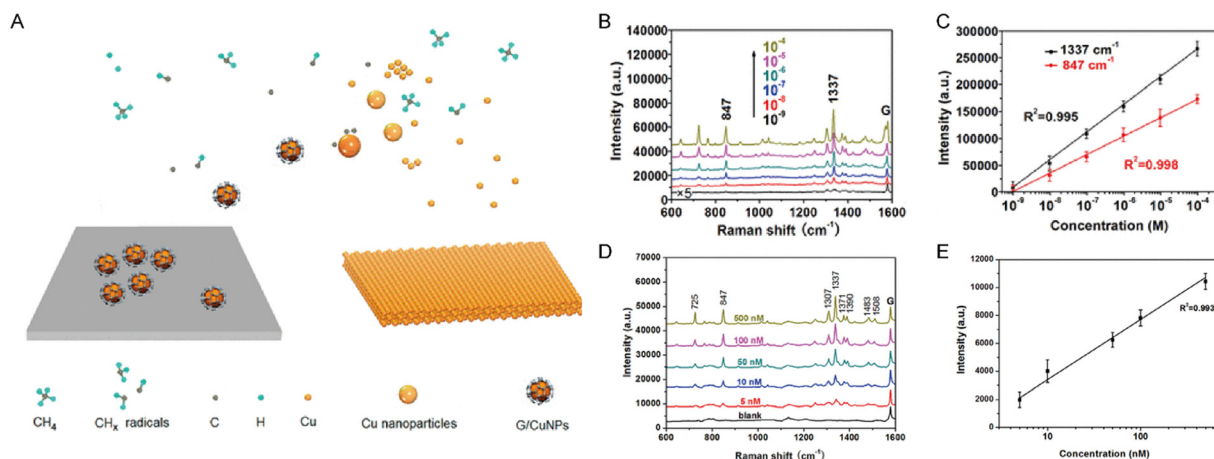 A
CH4
CHx radicals
C
H
Cu
Cu nanoparticles
G/CuNPs
B
Intensity (a.u.)
140000
120000
100000
80000
60000
40000
20000
0
10-4
10-5
10-6
10-7
10-8
10-9
847
1337
G
×5
600 800 1000 1200 1400 1600
Raman shift (cm-1)
C
Intensity (a.u.)
300000
250000
200000
150000
100000
50000
0
1337 cm-1
847 cm-1
R2=0.995
R2=0.998
10-9 10-8 10-7 10-6 10-5 10-4
Concentration (M)
D
Intensity (a.u.)
70000
60000
50000
40000
30000
20000
10000
0
725
847
1307
1337
1371
1390
1483
1508
G
500 nM
100 nM
50 nM
10 nM
5 nM
blank
600 800 1000 1200 1400 1600
Raman shift (cm-1)
E
Intensity (a.u.)
12000
10000
8000
6000
4000
2000
0
R2=0.993
10 100
Concentration (nM)